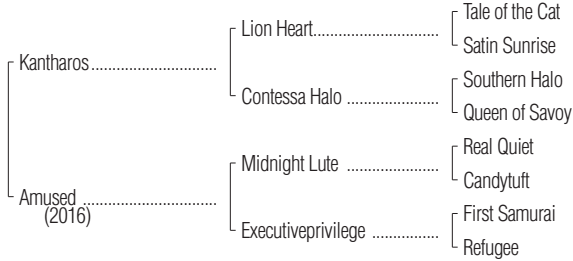 Tale of the Cat
Lion Heart
Satin Sunrise
Kantharos
Southern Halo
Contessa Halo
Queen of Savoy
Real Quiet
Midnight Lute
Candytuft
Amused
(2016)
First Samurai
Executiveprivilege
Refugee